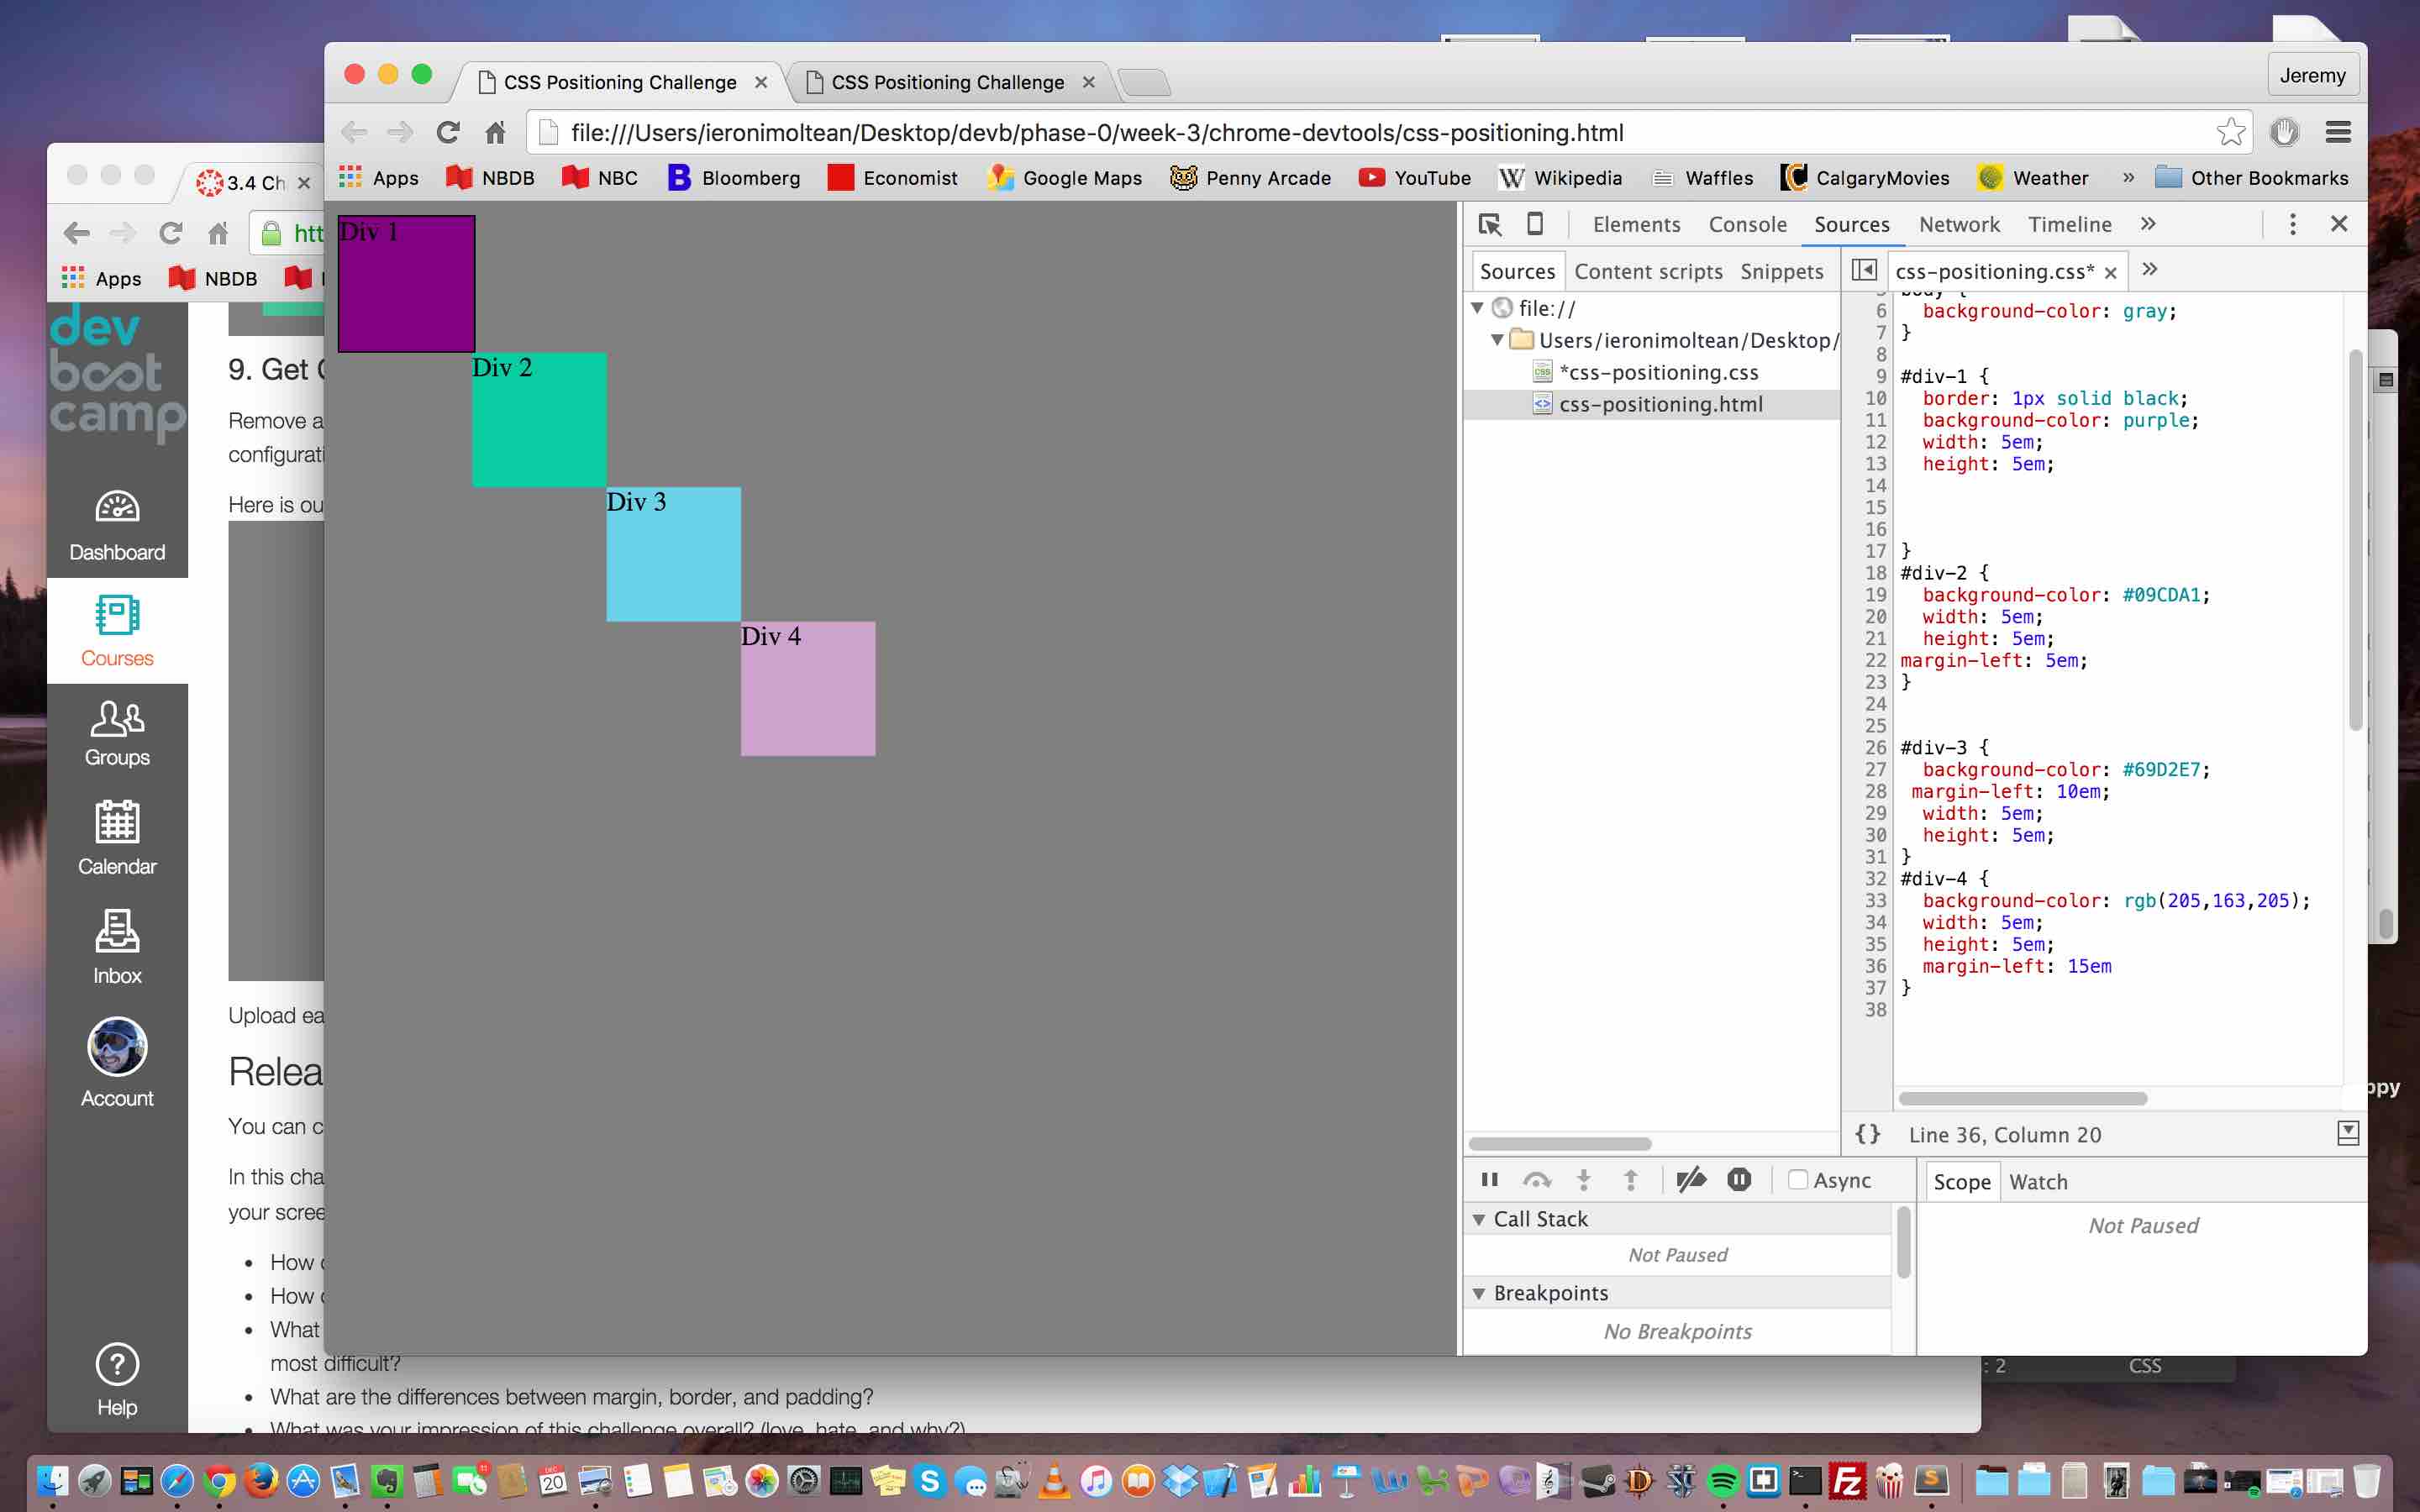 CSS Positioning Challenge
CSS Positioning Challenge
Jeremy
file:///Users/ieronimoltean/Desktop/devb/phase-0/week-3/chrome-devtools/css-positioning.html
Apps NBDB NBC Bloomberg Economist Google Maps Penny Arcade YouTube Wikipedia Waffles CalgaryMovies Weather » Other Bookmarks
3.4 Ch
htt
Apps NBDB
dev
boot
camp
Dashboard
Courses
Groups
Calendar
Inbox
Account
Help
9. Get
Remove a
configurati
Here is ou
Upload ea
Relea
You can c
In this cha
your scree
How
How
What
most difficult?
What are the differences between margin, border, and padding?
What was your impression of this challenge overall? (love, hate, and why?)
Div 1
Div 2
Div 3
Div 4
Elements Console Sources Network Timeline »
Sources Content scripts Snippets
file://
Users/ieronimoltean/Desktop/
*css-positioning.css
css-positioning.html
css-positioning.css* »
5 body {
6 background-color: gray;
7 }
8
9 #div-1 {
10 border: 1px solid black;
11 background-color: purple;
12 width: 5em;
13 height: 5em;
14
15
16
17 }
18 #div-2 {
19 background-color: #09CDA1;
20 width: 5em;
21 height: 5em;
22 margin-left: 5em;
23 }
24
25
26 #div-3 {
27 background-color: #69D2E7;
28 margin-left: 10em;
29 width: 5em;
30 height: 5em;
31 }
32 #div-4 {
33 background-color: rgb(205,163,205);
34 width: 5em;
35 height: 5em;
36 margin-left: 15em
37 }
38
{} Line 36, Column 20
Async
Call Stack
Not Paused
Breakpoints
No Breakpoints
Scope Watch
Not Paused
ppy
: 2 CSS
11
DEC
20